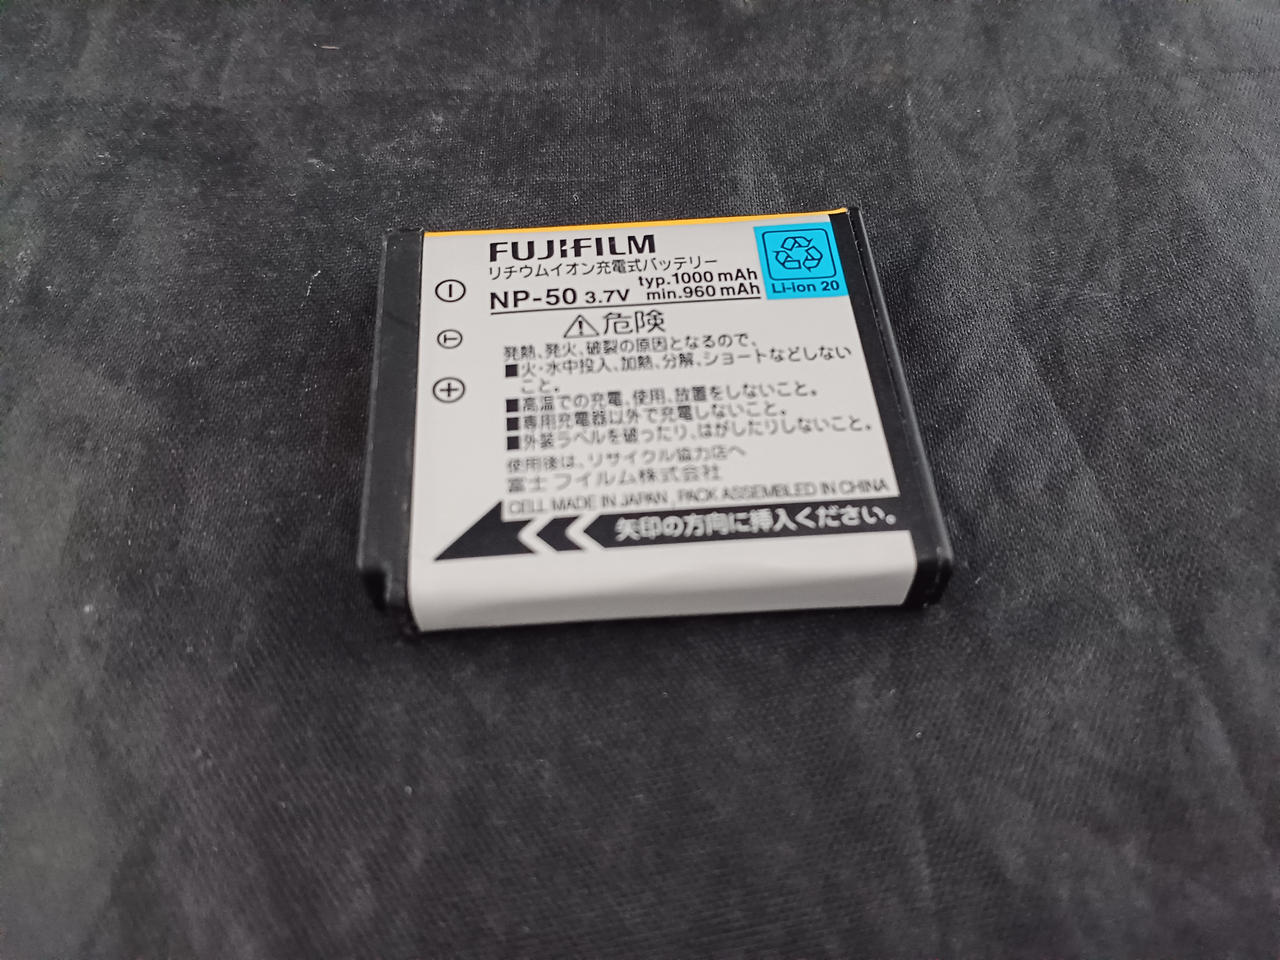 FUJIFILM
リチウムイオン充電式バッテリー
NP-50 3.7V typ.1000 mAh
min.960 mAh
Li-ion 20
⊖
Ⓣ
⊕
⚠危険
発熱、発火、破裂の原因となるので、
■火・水中投入、加熱、分解、ショートなどしない
こと。
■高温での充電、使用、放置をしないこと。
■専用充電器以外で充電しないこと。
■外装ラベルを破ったり、はがしたりしないこと。
使用後は、リサイクル協力店へ
富士フイルム株式会社
CELL MADE IN JAPAN , PACK ASSEMBLED IN CHINA
矢印の方向に挿入ください。